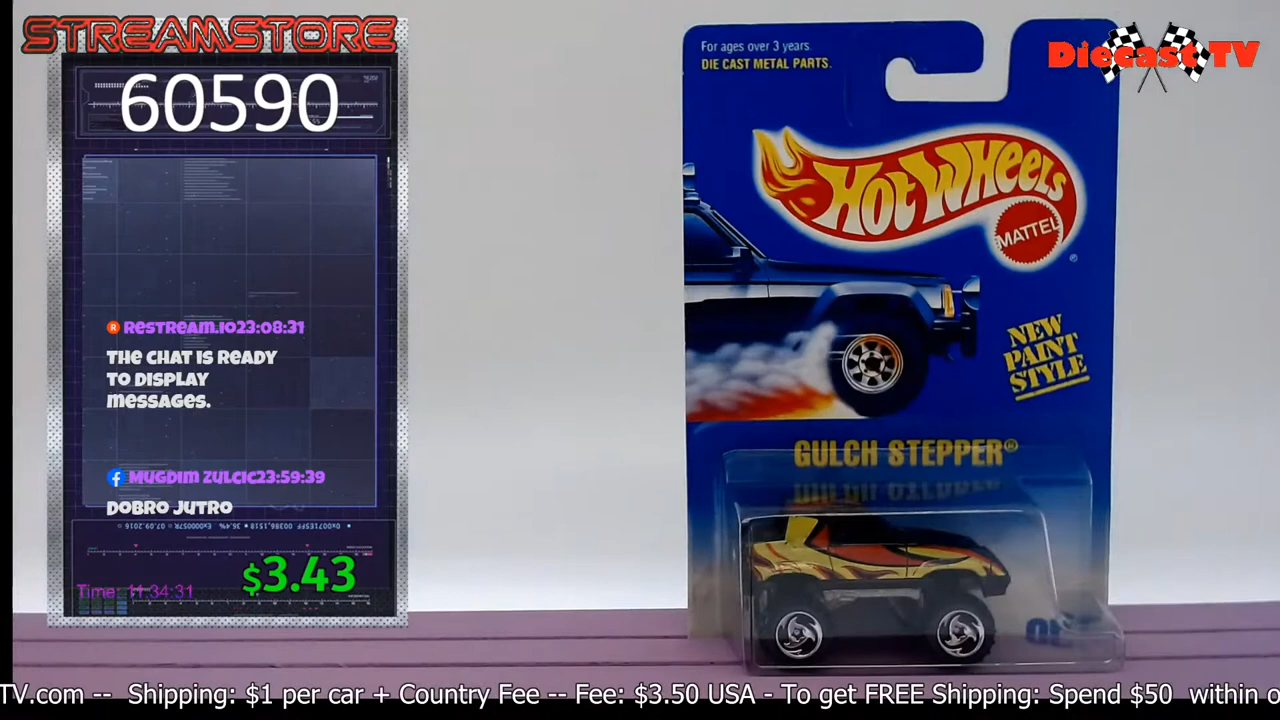 STREAMSTORE
60590
Restream.io23:08:31
The chat is ready
to display
messages.
Mugdim Zulcic23:59:39
Dobro jutro
Time: 11:34:31
$3.43
Diecast TV
For ages over 3 years.
DIE CAST METAL PARTS.
HOT WHEELS
MATTEL
®
NEW
PAINT
STYLE
GULCH STEPPER®
TV.com -- Shipping: $1 per car + Country Fee -- Fee: $3.50 USA - To get FREE Shipping: Spend $50 within o